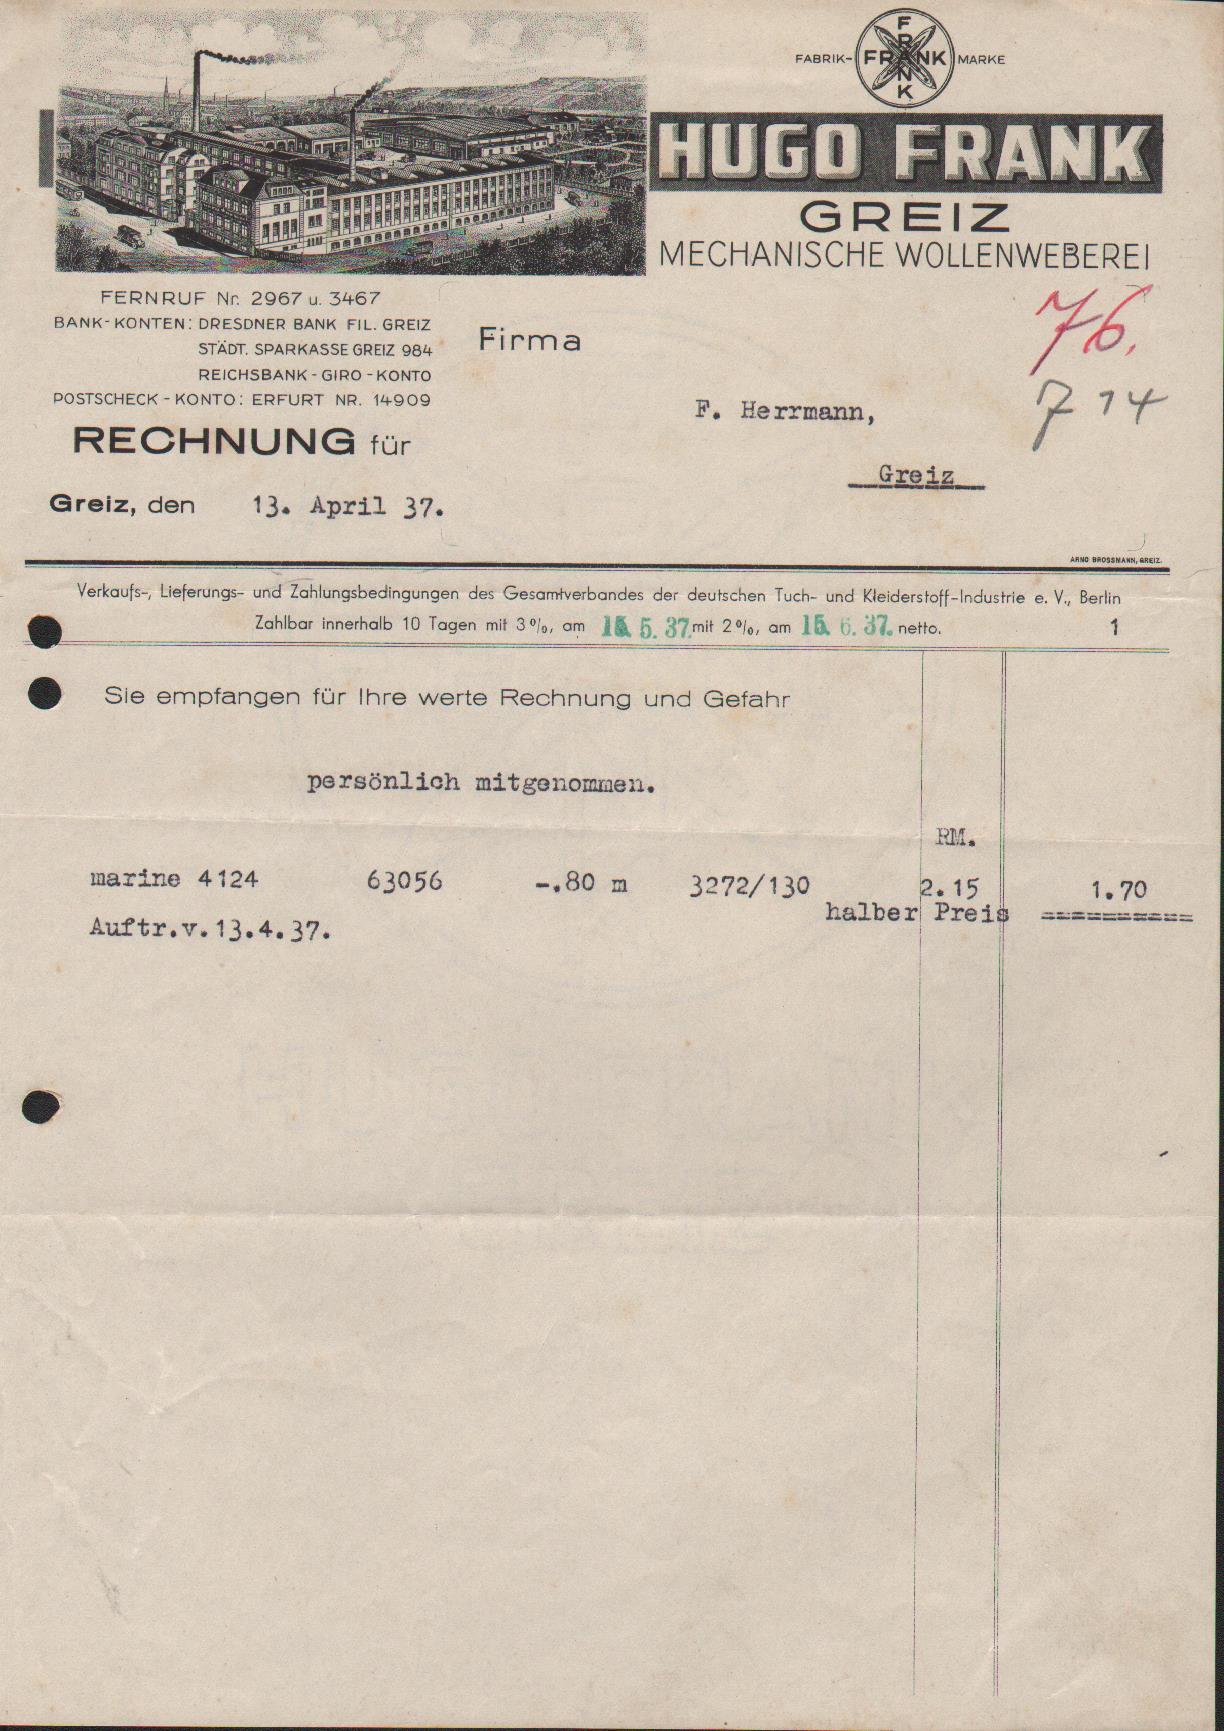 FABRIK- FRANK FRANK MARKE
HUGO FRANK
GREIZ
MECHANISCHE WOLLENWEBEREI
FERNRUF Nr. 2967 u. 3467
BANK-KONTEN: DRESDNER BANK FIL. GREIZ
STÄDT. SPARKASSE GREIZ 984
REICHSBANK-GIRO-KONTO
POSTSCHECK-KONTO: ERFURT NR. 14909
RECHNUNG für
Firma
76.
F. Herrmann,
7 14
Greiz
Greiz, den 13. April 37.
ARNO BROSSMANN, GREIZ.
Verkaufs-, Lieferungs- und Zahlungsbedingungen des Gesamtverbandes der deutschen Tuch- und Kleiderstoff-Industrie e. V., Berlin
Zahlbar innerhalb 10 Tagen mit 3%, am 15. 5. 37. mit 2%, am 15. 6. 37. netto. 1
Sie empfangen für Ihre werte Rechnung und Gefahr
persönlich mitgenommen.
RM.
marine 4124 63056 -.80 m 3272/130 2.15 1.70
halber Preis ==========
Auftr.v.13.4.37.